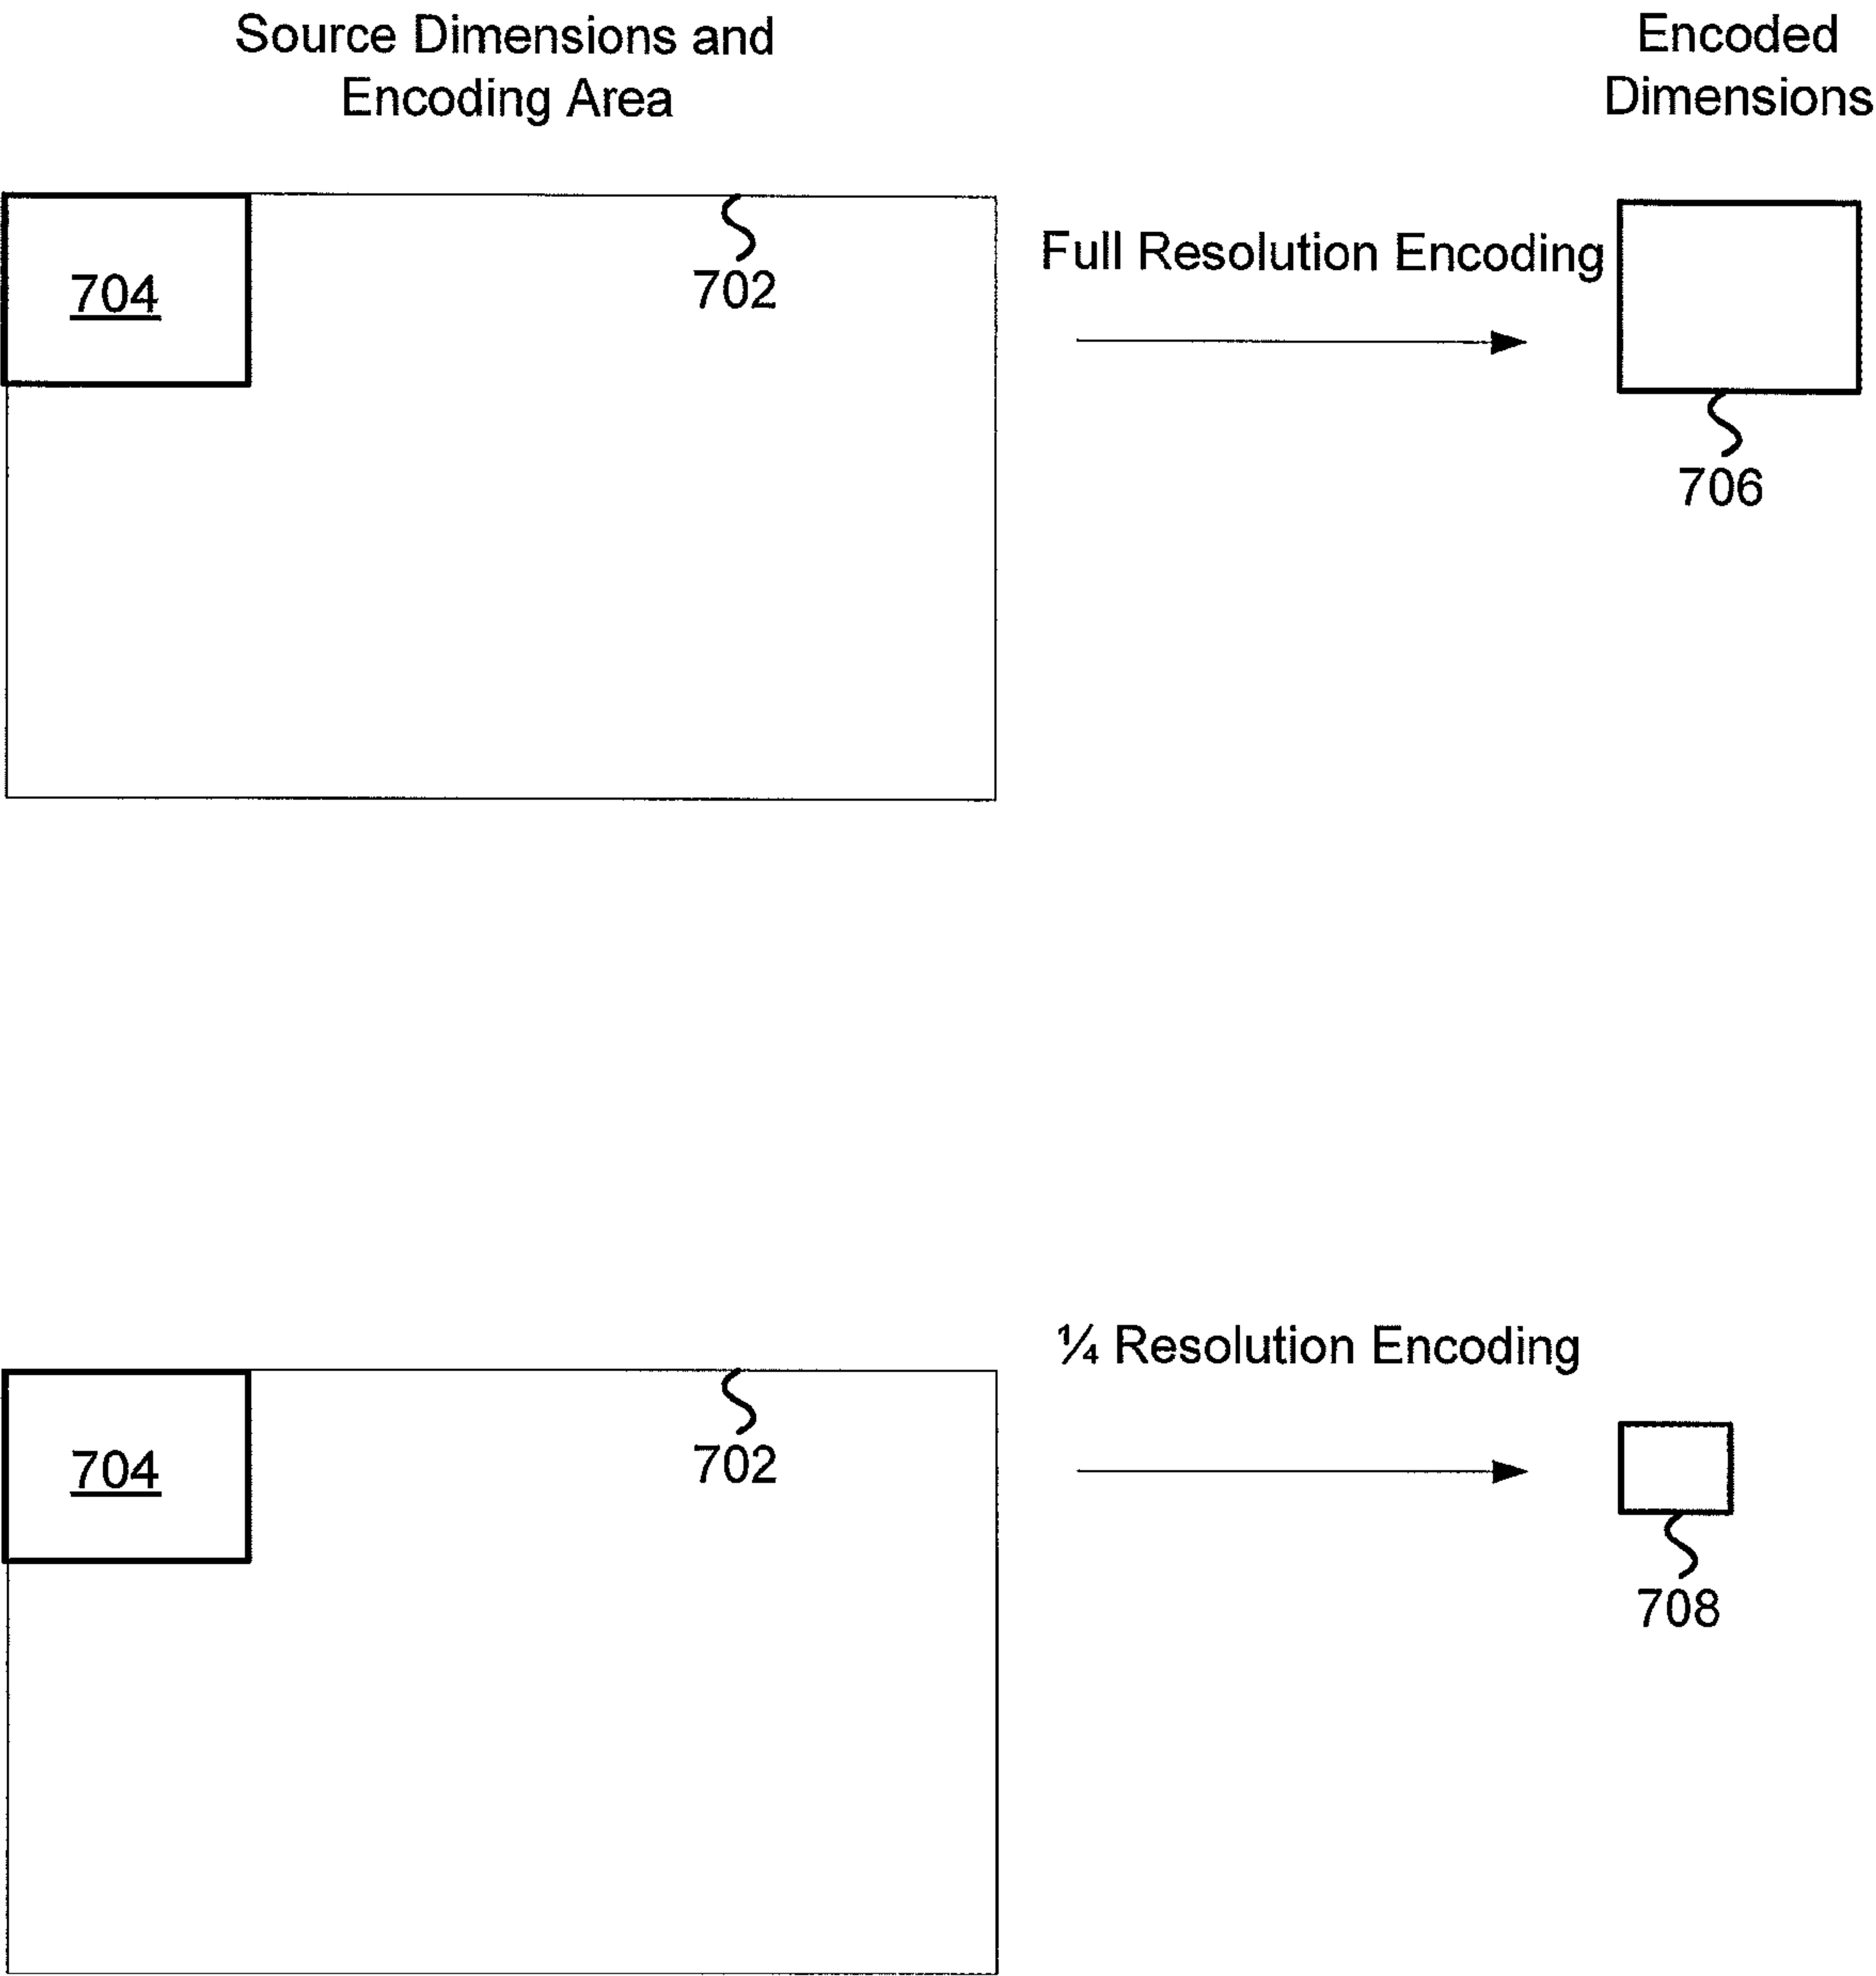 Source Dimensions and
Encoding Area
Encoded
Dimensions
704
702
Full Resolution Encoding
706
704
702
¼ Resolution Encoding
708